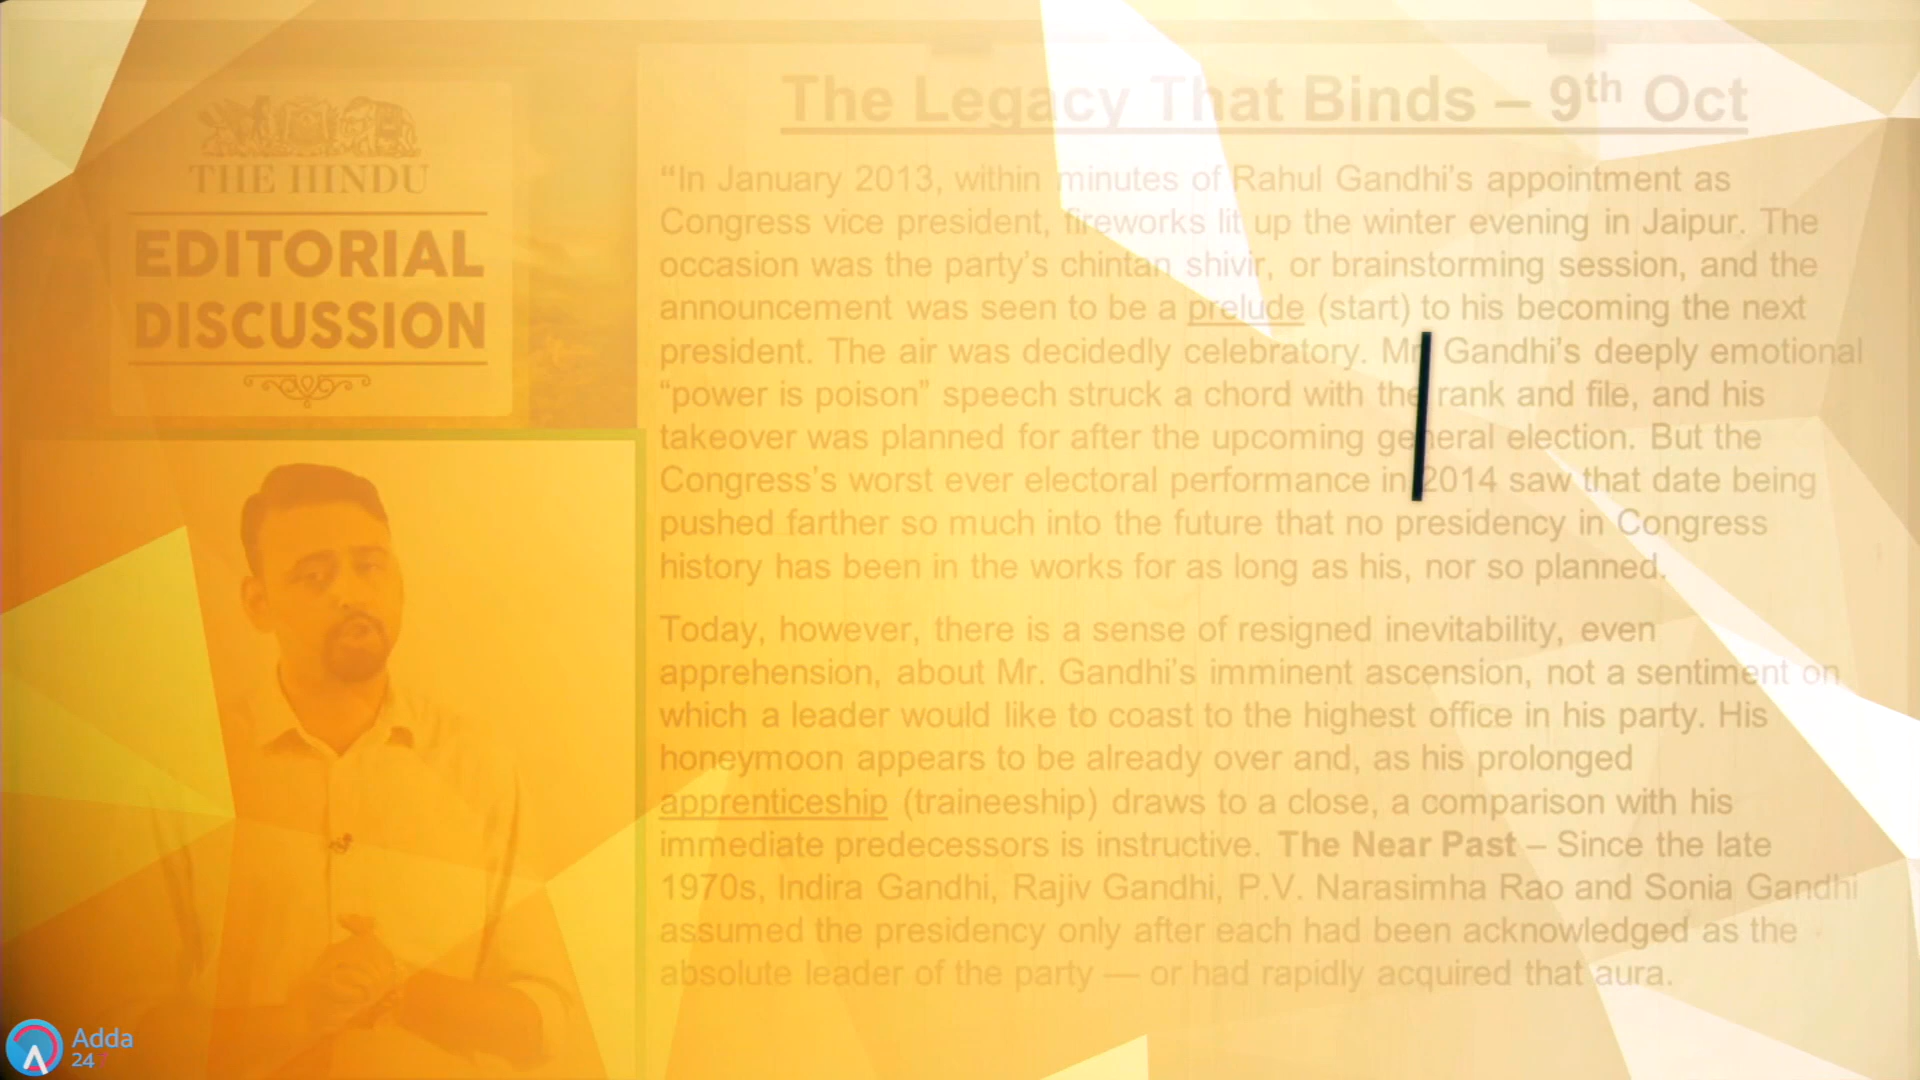 THE HINDU
EDITORIAL
DISCUSSION
The Legacy That Binds – 9th Oct
“In January 2013, within minutes of Rahul Gandhi’s appointment as
Congress vice president, fireworks lit up the winter evening in Jaipur. The
occasion was the party’s chintan shivir, or brainstorming session, and the
announcement was seen to be a prelude (start) to his becoming the next
president. The air was decidedly celebratory. Mr. Gandhi’s deeply emotional
“power is poison” speech struck a chord with the rank and file, and his
takeover was planned for after the upcoming general election. But the
Congress’s worst ever electoral performance in 2014 saw that date being
pushed farther so much into the future that no presidency in Congress
history has been in the works for as long as his, nor so planned.
Today, however, there is a sense of resigned inevitability, even
apprehension, about Mr. Gandhi’s imminent ascension, not a sentiment on
which a leader would like to coast to the highest office in his party. His
honeymoon appears to be already over and, as his prolonged
apprenticeship (traineeship) draws to a close, a comparison with his
immediate predecessors is instructive. The Near Past – Since the late
1970s, Indira Gandhi, Rajiv Gandhi, P.V. Narasimha Rao and Sonia Gandhi
assumed the presidency only after each had been acknowledged as the
absolute leader of the party — or had rapidly acquired that aura.
Adda
247